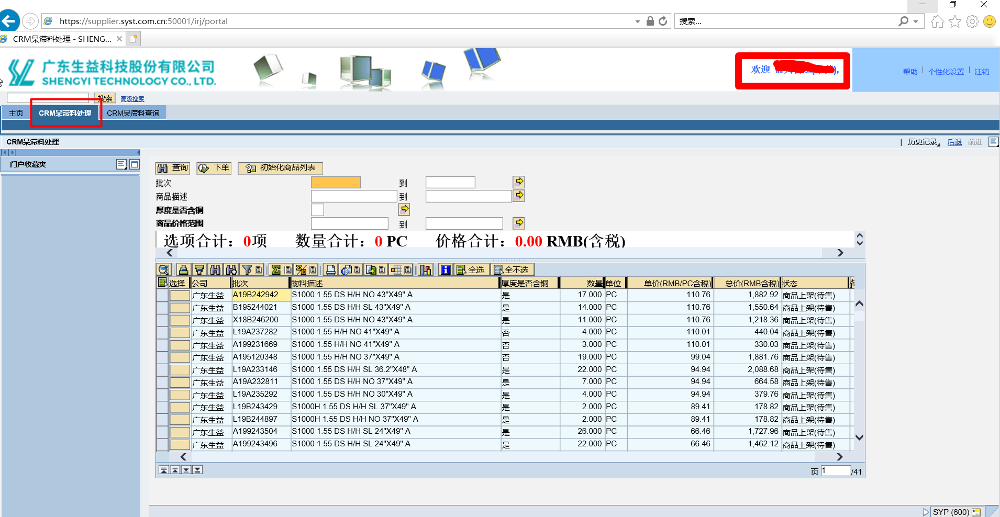 https://supplier.syst.com.cn:50001/irj/portal
搜索...
CRM呆滞料处理 - SHENG...
广东生益科技股份有限公司
SHENGYI TECHNOLOGY CO., LTD.
欢迎
帮助 个性化设置 注销
搜索 高级搜索
主页 CRM呆滞料处理 CRM呆滞料查询
CRM呆滞料处理
历史记录 后退 前进
门户收藏夹
查询 下单 初始化商品列表
批次 到
商品描述 到
厚度是否含铜
商品价格范围 到
选项合计：0项 数量合计：0 PC 价格合计：0.00 RMB(含税)
全选 全不选
选择 公司 批次 物料描述 厚度是否含铜 数量 单位 单价(RMB/PC含税) 总价(RMB含税) 状态
广东生益 A19B242942 S1000 1.55 DS H/H NO 43"X49" A 是 17.000 PC 110.76 1,882.92 商品上架(待售)
广东生益 B195244021 S1000 1.55 DS H/H SL 43"X49" A 是 14.000 PC 110.76 1,550.64 商品上架(待售)
广东生益 X18B246200 S1000 1.55 DS H/H NO 43"X49" A 是 11.000 PC 110.76 1,218.36 商品上架(待售)
广东生益 L19A237282 S1000 1.55 H/H NO 41"X49" A 否 4.000 PC 110.01 440.04 商品上架(待售)
广东生益 A199231669 S1000 1.55 H/H NO 41"X49" A 否 3.000 PC 110.01 330.03 商品上架(待售)
广东生益 A195120348 S1000 1.55 H/H NO 37"X49" A 否 19.000 PC 99.04 1,881.76 商品上架(待售)
广东生益 L19A233146 S1000 1.55 DS H/H SL 36.2"X48" A 是 22.000 PC 94.94 2,088.68 商品上架(待售)
广东生益 A19A232811 S1000 1.55 DS H/H NO 37"X49" A 是 7.000 PC 94.94 664.58 商品上架(待售)
广东生益 L19A235292 S1000 1.55 DS H/H NO 30"X49" A 是 4.000 PC 94.94 379.76 商品上架(待售)
广东生益 L19B243429 S1000H 1.55 DS H/H SL 37"X49" A 是 2.000 PC 89.41 178.82 商品上架(待售)
广东生益 L19B244897 S1000H 1.55 DS H/H NO 37"X49" A 是 2.000 PC 89.41 178.82 商品上架(待售)
广东生益 A199243504 S1000 1.55 DS H/H SL 24"X49" A 是 26.000 PC 66.46 1,727.96 商品上架(待售)
广东生益 A199243496 S1000 1.55 DS H/H SL 24"X49" A 是 22.000 PC 66.46 1,462.12 商品上架(待售)
页 1 /41
SYP (600)